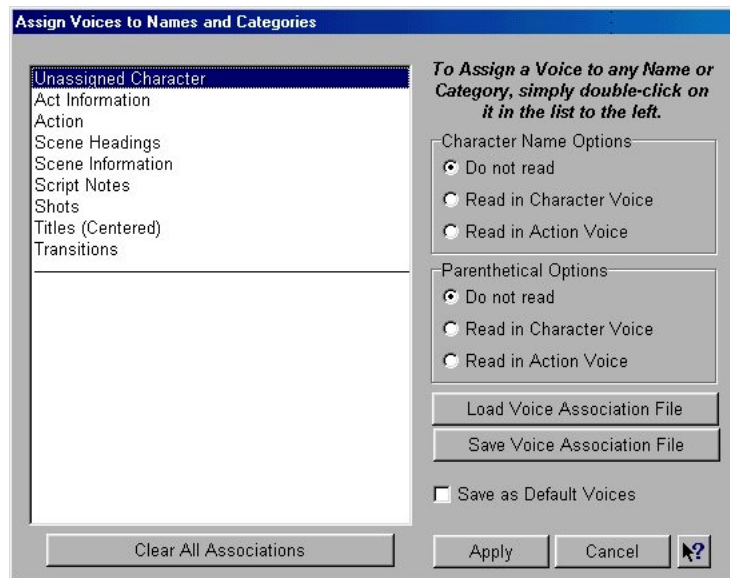 Assign Voices to Names and Categories
Unassigned Character
Act Information
Action
Scene Headings
Scene Information
Script Notes
Shots
Titles (Centered)
Transitions
Clear All Associations
To Assign a Voice to any Name or
Category, simply double-click on
it in the list to the left.
Character Name Options
Do not read
Read in Character Voice
Read in Action Voice
Parenthetical Options
Do not read
Read in Character Voice
Read in Action Voice
Load Voice Association File
Save Voice Association File
Save as Default Voices
Apply
Cancel
?